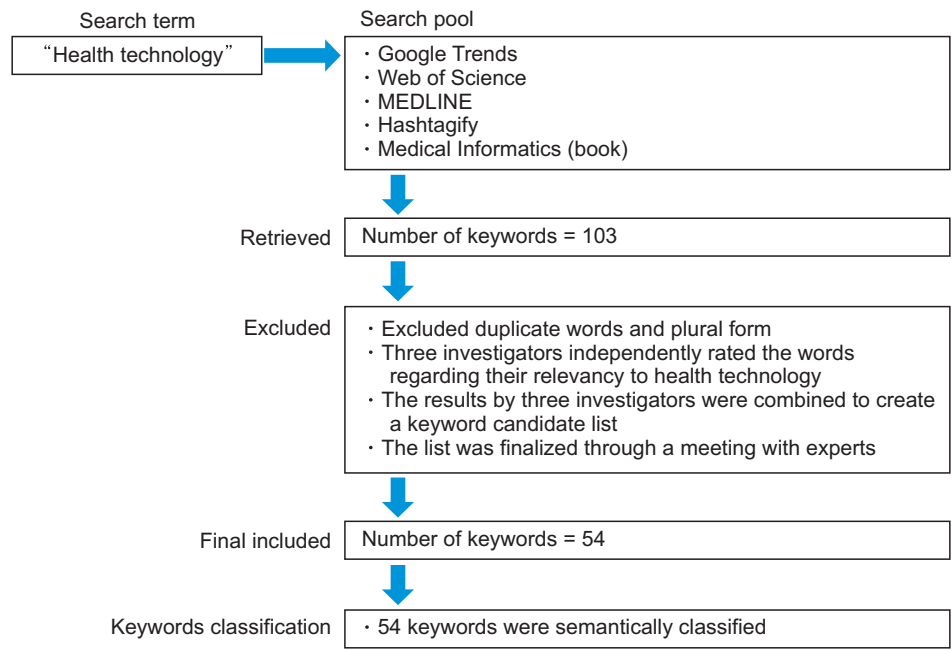 Search term
Search pool
“Health technology”
· Google Trends
· Web of Science
· MEDLINE
· Hashtagify
· Medical Informatics (book)
Retrieved
Number of keywords = 103
Excluded
· Excluded duplicate words and plural form
· Three investigators independently rated the words
regarding their relevancy to health technology
· The results by three investigators were combined to create
a keyword candidate list
· The list was finalized through a meeting with experts
Final included
Number of keywords = 54
Keywords classification
· 54 keywords were semantically classified